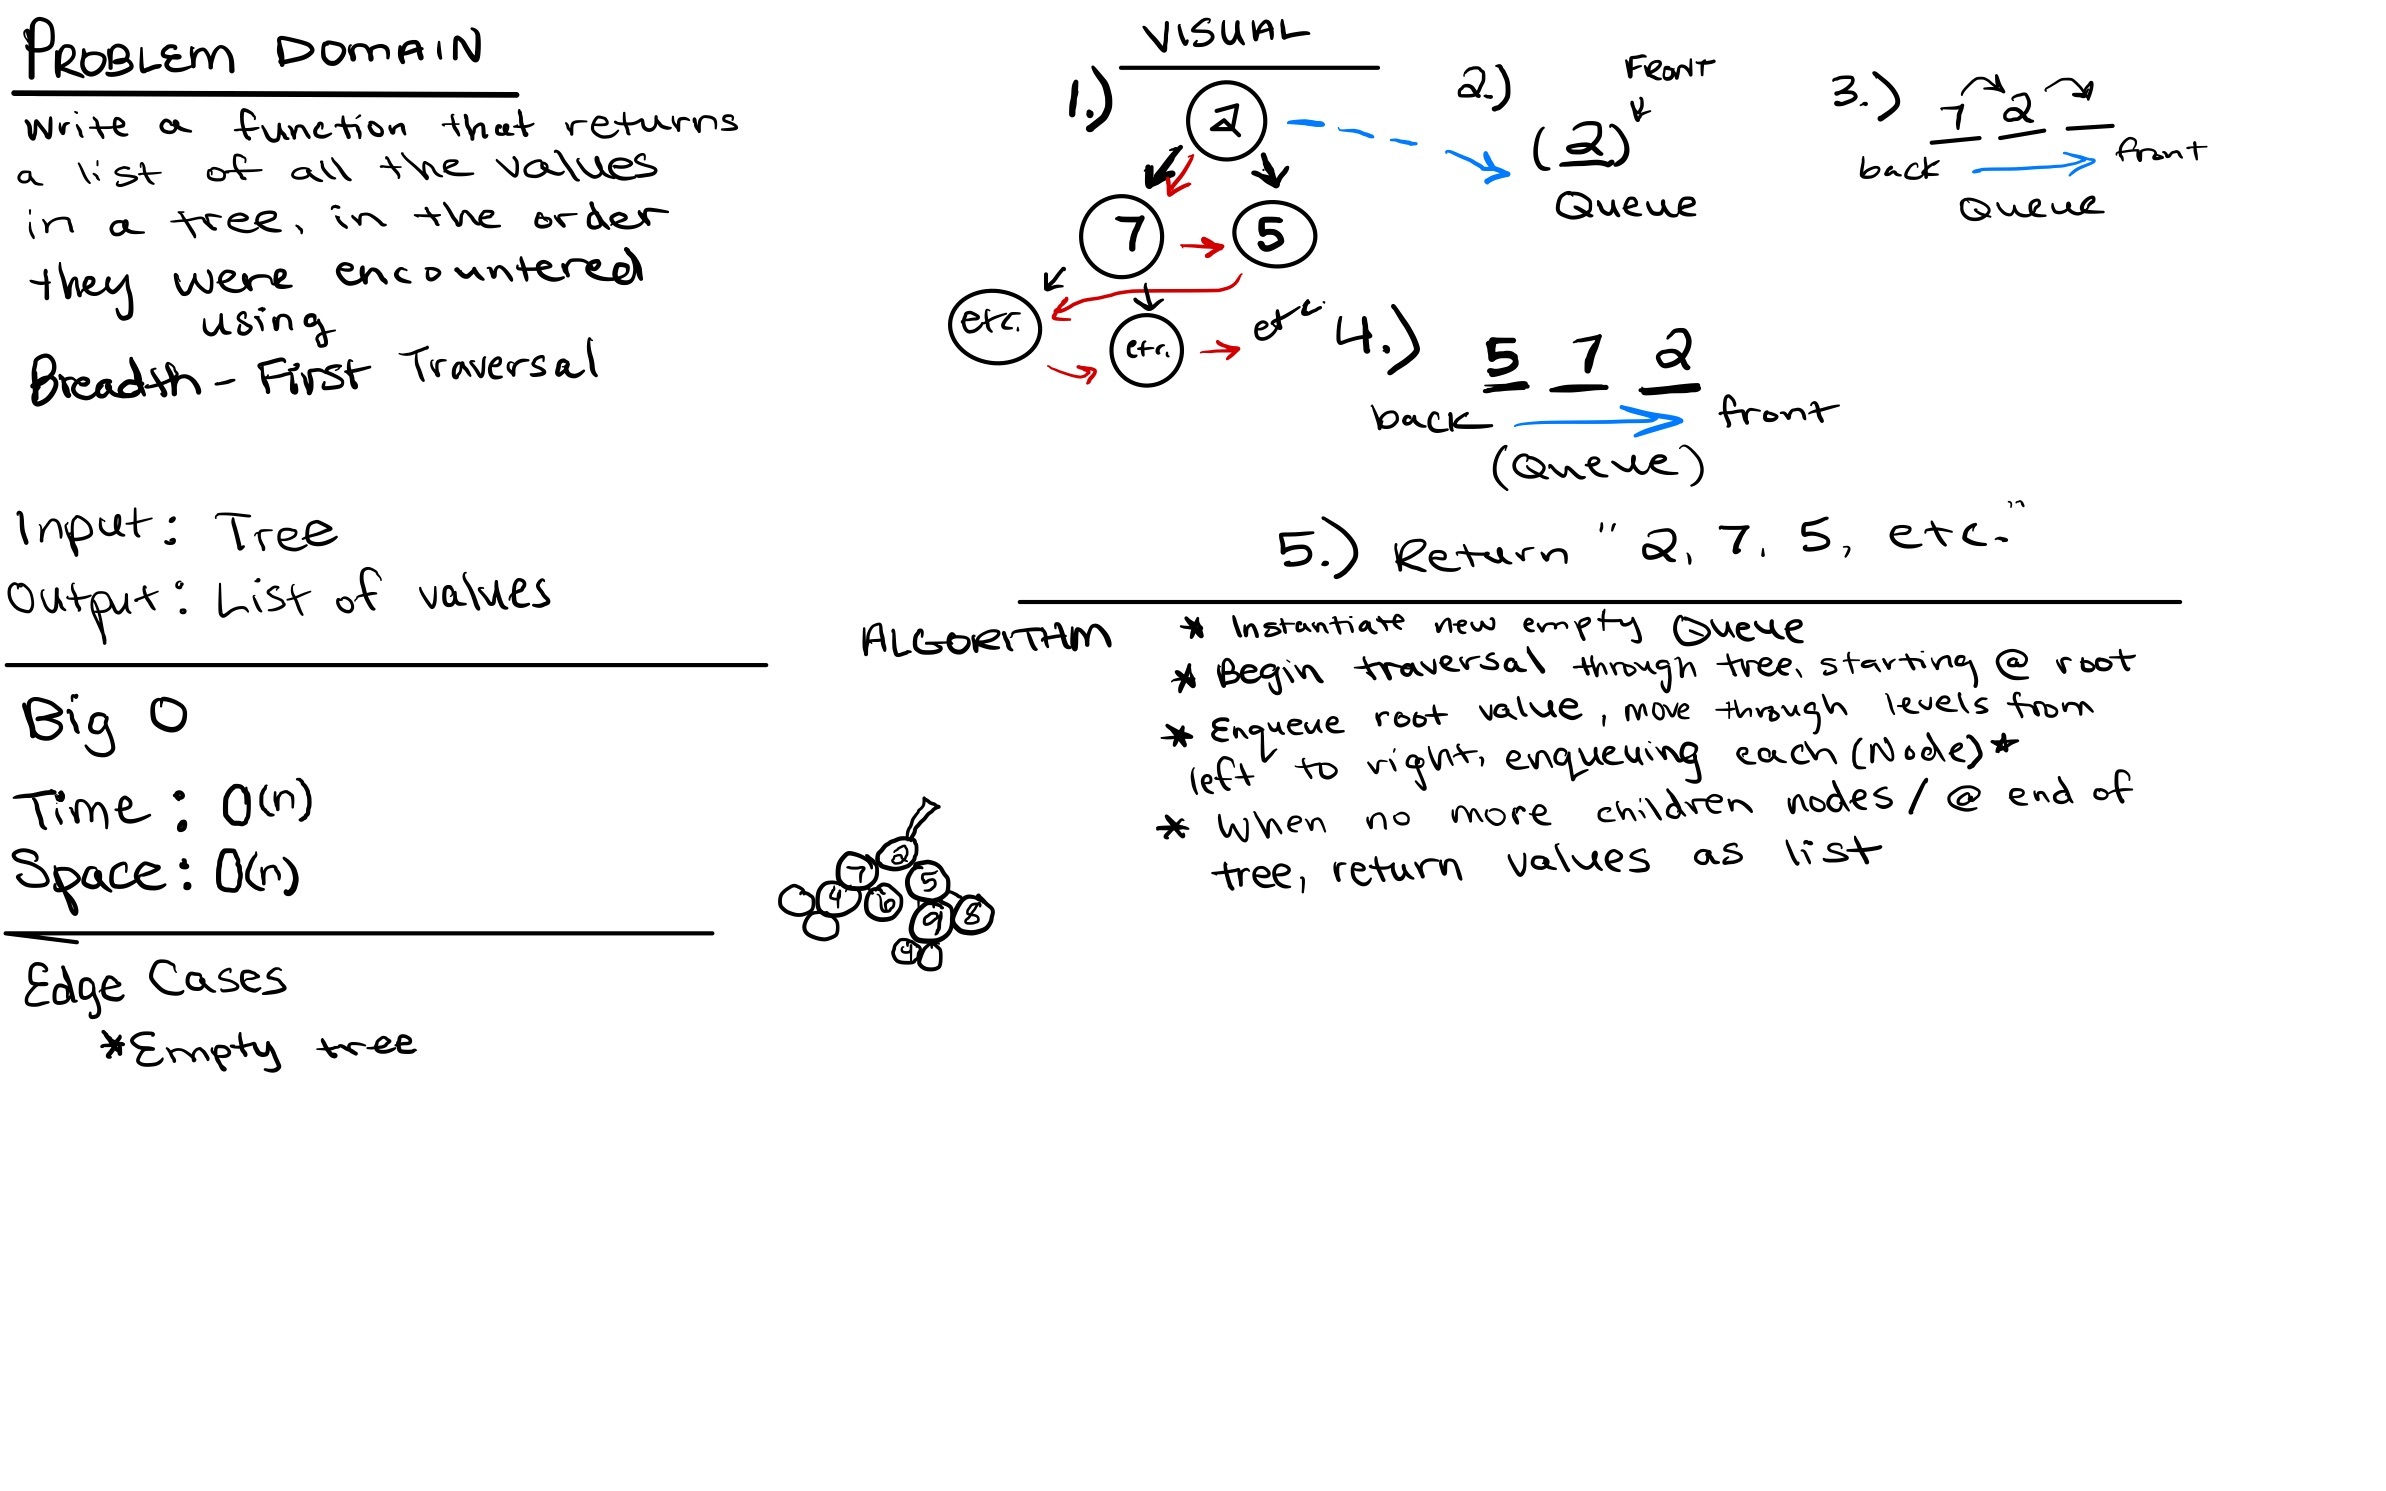 PROBLEM DOMAIN
write a function that returns
a list of all the values
in a tree, in the order
they were encountered
using
Breadth-First Traversal
Input: Tree
Output: List of values
Big O
Time: O(n)
Space: O(n)
Edge Cases
*Empty tree
VISUAL
1.)
2
7
5
etc.
etc.
etc.
2.)
Front
(2)
Queue
3.)
7 2
back
front
Queue
4.)
5 7 2
back
front
(Queue)
5.) Return "2, 7, 5, etc."
ALGORITHM
* Instantiate new empty Queue
* Begin traversal through tree, starting @ root
* Enqueue root value, move through levels from
left to right, enqueuing each (Node)*
* When no more children nodes/@ end of
tree, return values as list
2
7
5
4
9
8
4